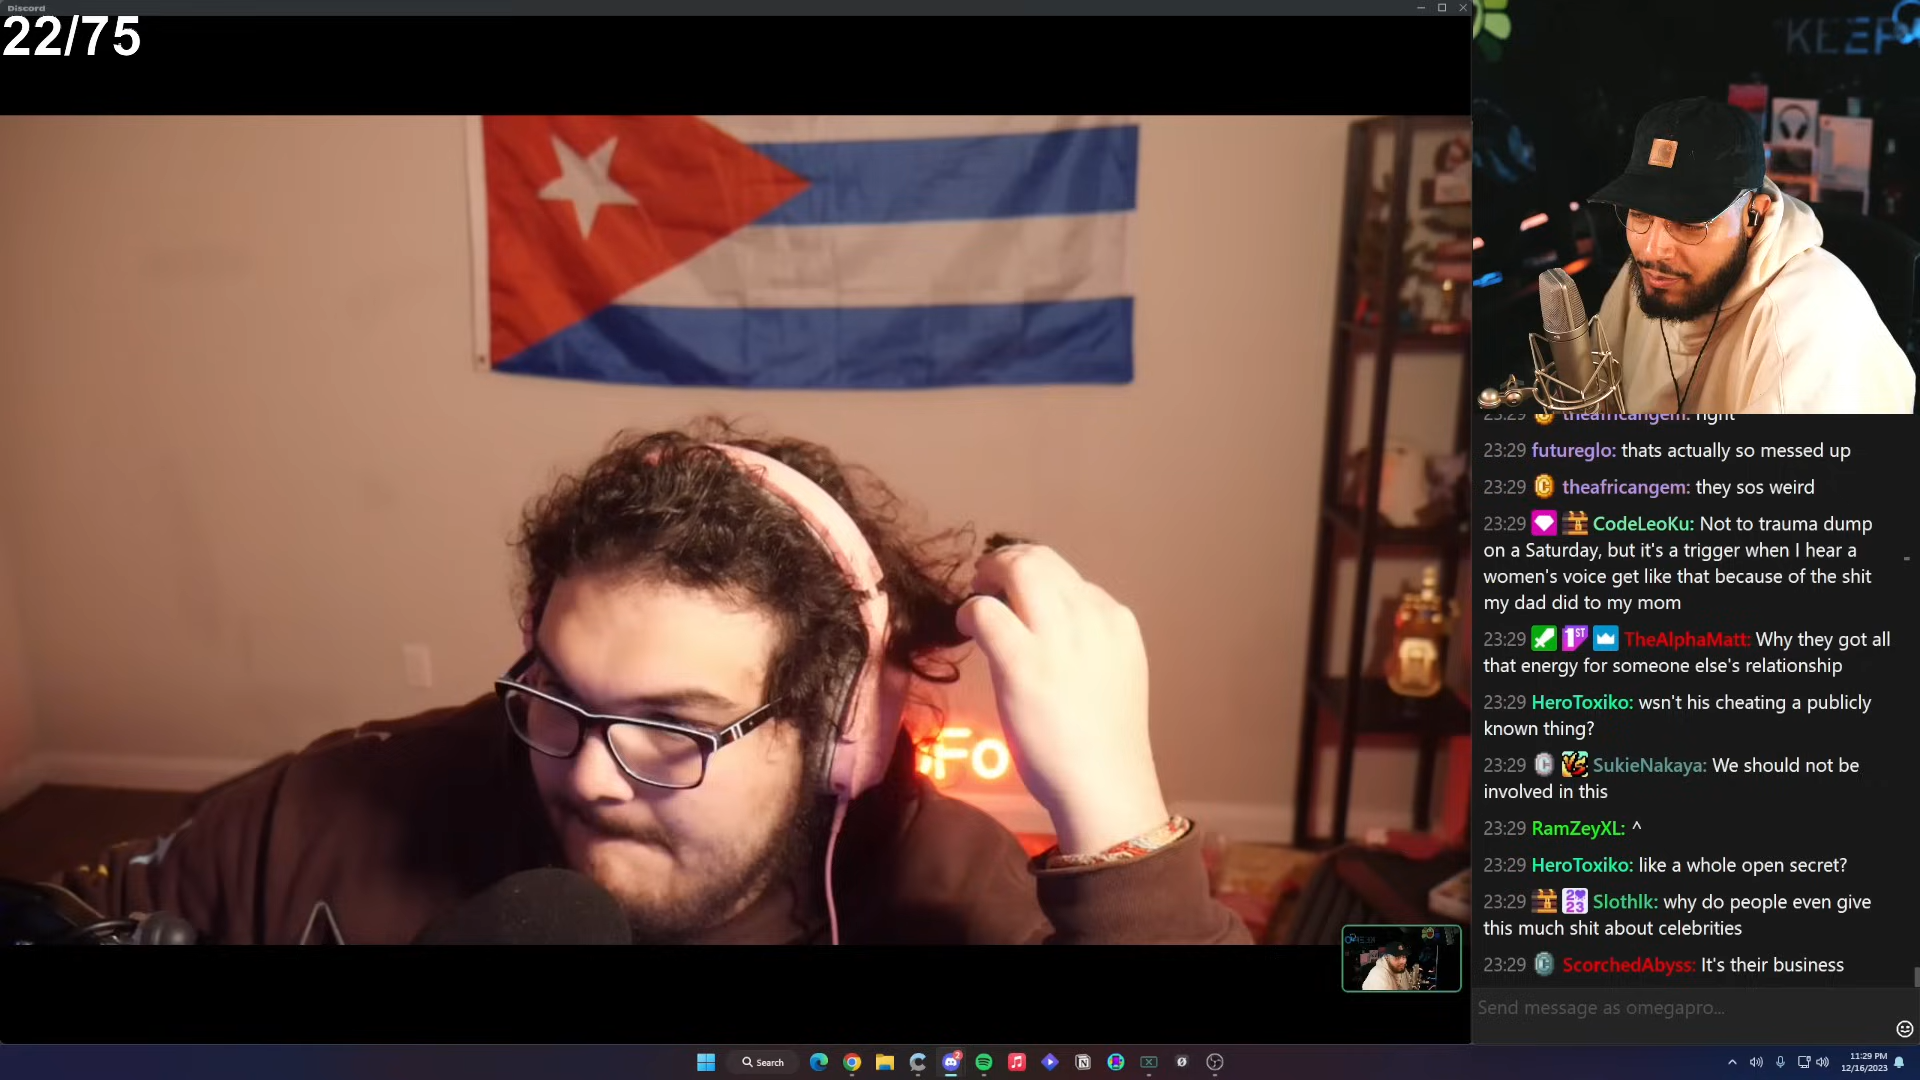 Discord
22/75
KEEP
FO
theafricangem: right
23:29 futureglo: thats actually so messed up
23:29 theafricangem: they sos weird
23:29 CodeLeoKu: Not to trauma dump
on a Saturday, but it's a trigger when I hear a
women's voice get like that because of the shit
my dad did to my mom
23:29 1ST TheAlphaMatt: Why they got all
that energy for someone else's relationship
23:29 HeroToxiko: wsn't his cheating a publicly
known thing?
23:29 SukieNakaya: We should not be
involved in this
23:29 RamZeyXL: ^
23:29 HeroToxiko: like a whole open secret?
23:29 Slothlk: why do people even give
this much shit about celebrities
23:29 ScorchedAbyss: It's their business
Send message as omegapro...
Search
2
11:29 PM
12/16/2023